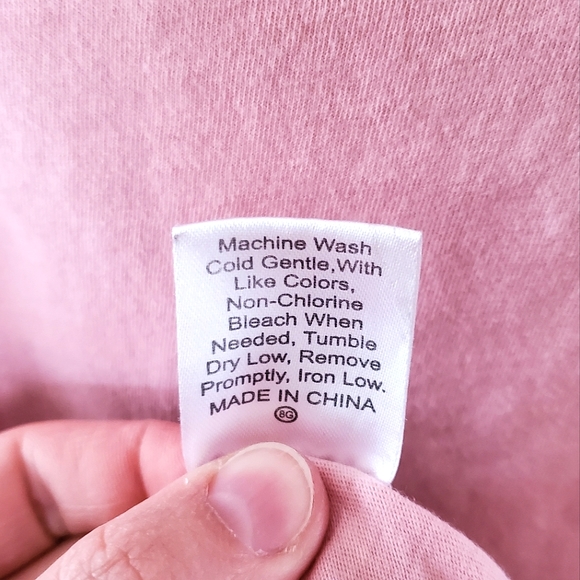 Machine Wash
Cold Gentle,With
Like Colors,
Non-Chlorine
Bleach When
Needed, Tumble
Dry Low, Remove
Promptly, Iron Low.
MADE IN CHINA
8G